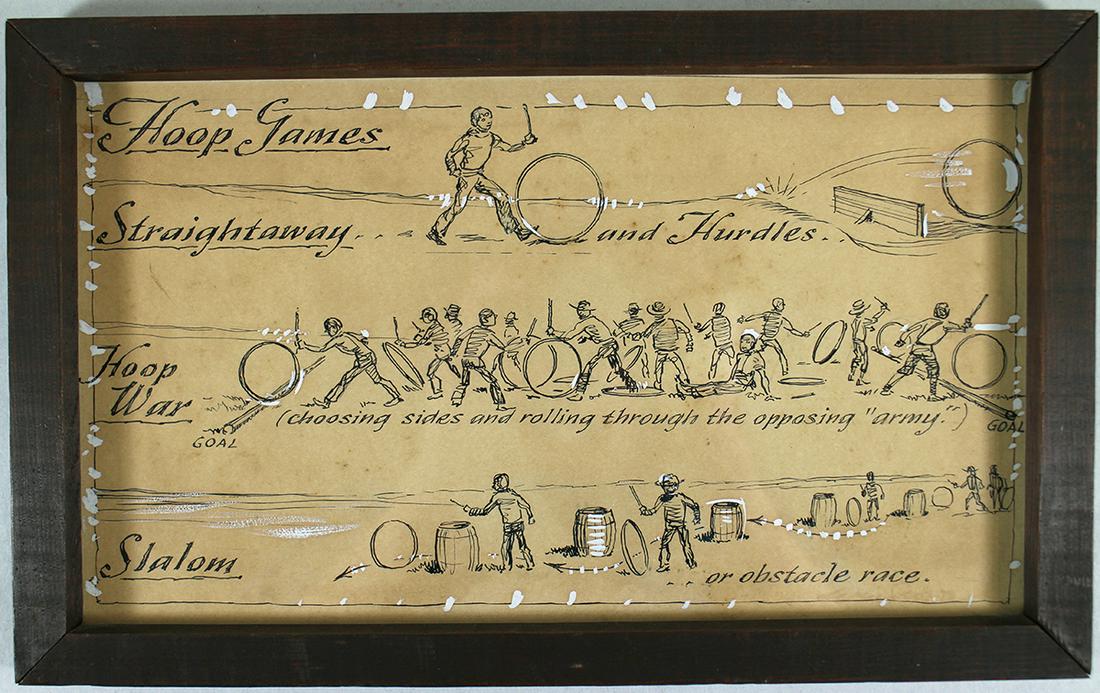 Hoop Games
Straightaway . . . and Hurdles . .
Hoop
War
GOAL
(choosing sides and rolling through the opposing "army.")
GOAL
Slalom
. . . or obstacle race.